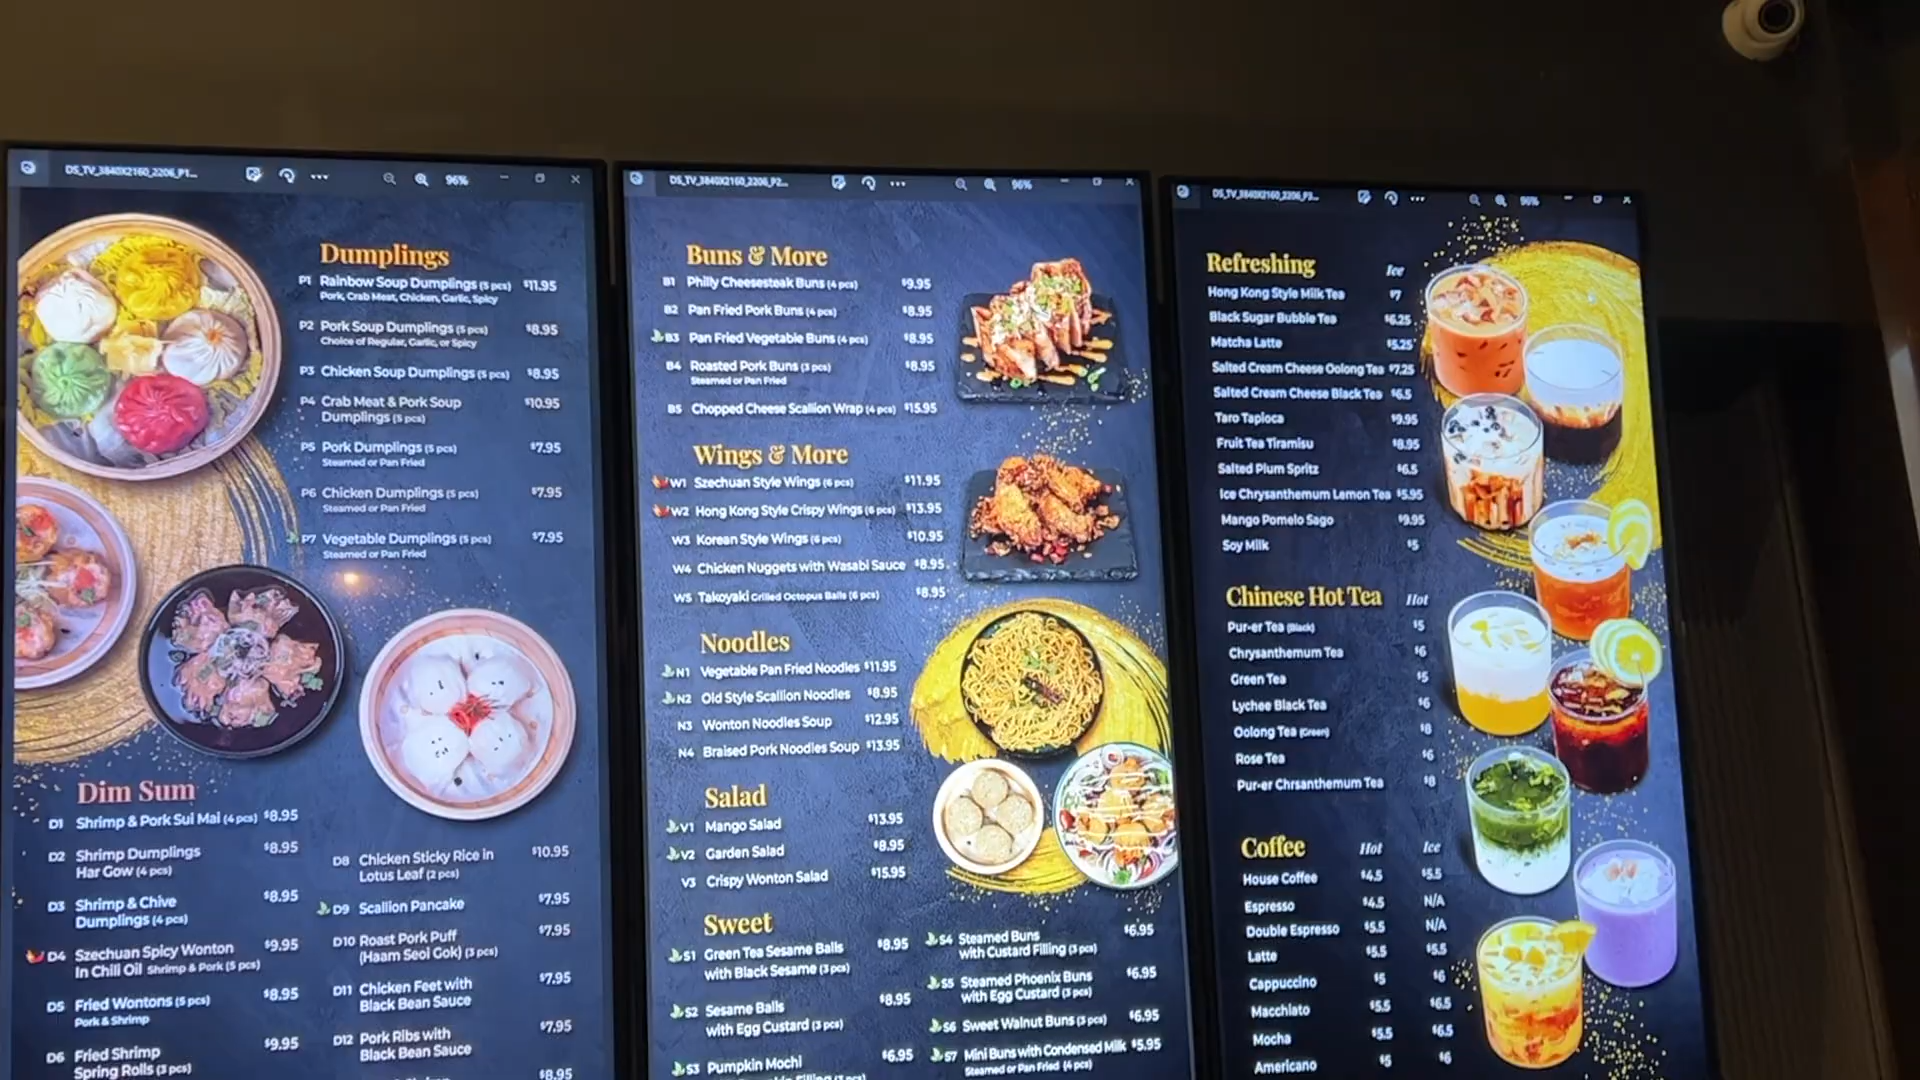 DS_TV_3840X2160_2206_P1...
96%
Dumplings
P1 Rainbow Soup Dumplings (5 pcs) $11.95
Pork, Crab Meat, Chicken, Garlic, Spicy
P2 Pork Soup Dumplings (5 pcs) $8.95
Choice of Regular, Garlic, or Spicy
P3 Chicken Soup Dumplings (5 pcs) $8.95
P4 Crab Meat & Pork Soup $10.95
Dumplings (5 pcs)
P5 Pork Dumplings (5 pcs) $7.95
Steamed or Pan Fried
P6 Chicken Dumplings (5 pcs) $7.95
Steamed or Pan Fried
P7 Vegetable Dumplings (5 pcs) $7.95
Steamed or Pan Fried
Dim Sum
D1 Shrimp & Pork Sui Mai (4 pcs) $8.95
D2 Shrimp Dumplings $8.95
Har Gow (4 pcs)
D3 Shrimp & Chive $8.95
Dumplings (4 pcs)
D4 Szechuan Spicy Wonton $9.95
In Chili Oil Shrimp & Pork (5 pcs)
D5 Fried Wontons (5 pcs) $8.95
Pork & Shrimp
D6 Fried Shrimp $9.95
Spring Rolls (3 pcs)
D8 Chicken Sticky Rice in $10.95
Lotus Leaf (2 pcs)
D9 Scallion Pancake $7.95
D10 Roast Pork Puff $7.95
(Haam Seoi Gok) (3 pcs)
D11 Chicken Feet with $7.95
Black Bean Sauce
D12 Pork Ribs with $7.95
Black Bean Sauce
$8.95
DS_TV_3840X2160_2206_P2...
96%
Buns & More
B1 Philly Cheesesteak Buns (4 pcs) $9.95
B2 Pan Fried Pork Buns (4 pcs) $8.95
B3 Pan Fried Vegetable Buns (4 pcs) $8.95
B4 Roasted Pork Buns (3 pcs) $8.95
Steamed or Pan Fried
B5 Chopped Cheese Scallion Wrap (4 pcs) $15.95
Wings & More
W1 Szechuan Style Wings (6 pcs) $11.95
W2 Hong Kong Style Crispy Wings (6 pcs) $13.95
W3 Korean Style Wings (6 pcs) $10.95
W4 Chicken Nuggets with Wasabi Sauce $8.95
W5 Takoyaki Grilled Octopus Balls (6 pcs) $8.95
Noodles
N1 Vegetable Pan Fried Noodles $11.95
N2 Old Style Scallion Noodles $8.95
N3 Wonton Noodles Soup $12.95
N4 Braised Pork Noodles Soup $13.95
Salad
V1 Mango Salad $13.95
V2 Garden Salad $8.95
V3 Crispy Wonton Salad $15.95
Sweet
S1 Green Tea Sesame Balls $8.95
with Black Sesame (3 pcs)
S2 Sesame Balls $8.95
with Egg Custard (3 pcs)
S3 Pumpkin Mochi $6.95
S4 Steamed Buns $6.95
with Custard Filling (3 pcs)
S5 Steamed Phoenix Buns $6.95
with Egg Custard (3 pcs)
S6 Sweet Walnut Buns (3 pcs) $6.95
S7 Mini Buns with Condensed Milk $5.95
Steamed or Pan Fried (4 pcs)
DS_TV_3840X2160_2206_P3...
96%
Refreshing Ice
Hong Kong Style Milk Tea $7
Black Sugar Bubble Tea $6.25
Matcha Latte $5.25
Salted Cream Cheese Oolong Tea $7.25
Salted Cream Cheese Black Tea $6.5
Taro Tapioca $9.95
Fruit Tea Tiramisu $8.95
Salted Plum Spritz $6.5
Ice Chrysanthemum Lemon Tea $5.95
Mango Pomelo Sago $9.95
Soy Milk $5
Chinese Hot Tea Hot
Pur-er Tea (Black) $5
Chrysanthemum Tea $6
Green Tea $5
Lychee Black Tea $6
Oolong Tea (Green) $8
Rose Tea $6
Pur-er Chrsanthemum Tea $8
Coffee Hot Ice
House Coffee $4.5 $5.5
Espresso $4.5 N/A
Double Espresso $5.5 N/A
Latte $5.5 $5.5
Cappuccino $5 $6
Macchiato $5.5 $6.5
Mocha $5.5 $6.5
Americano $5 $6